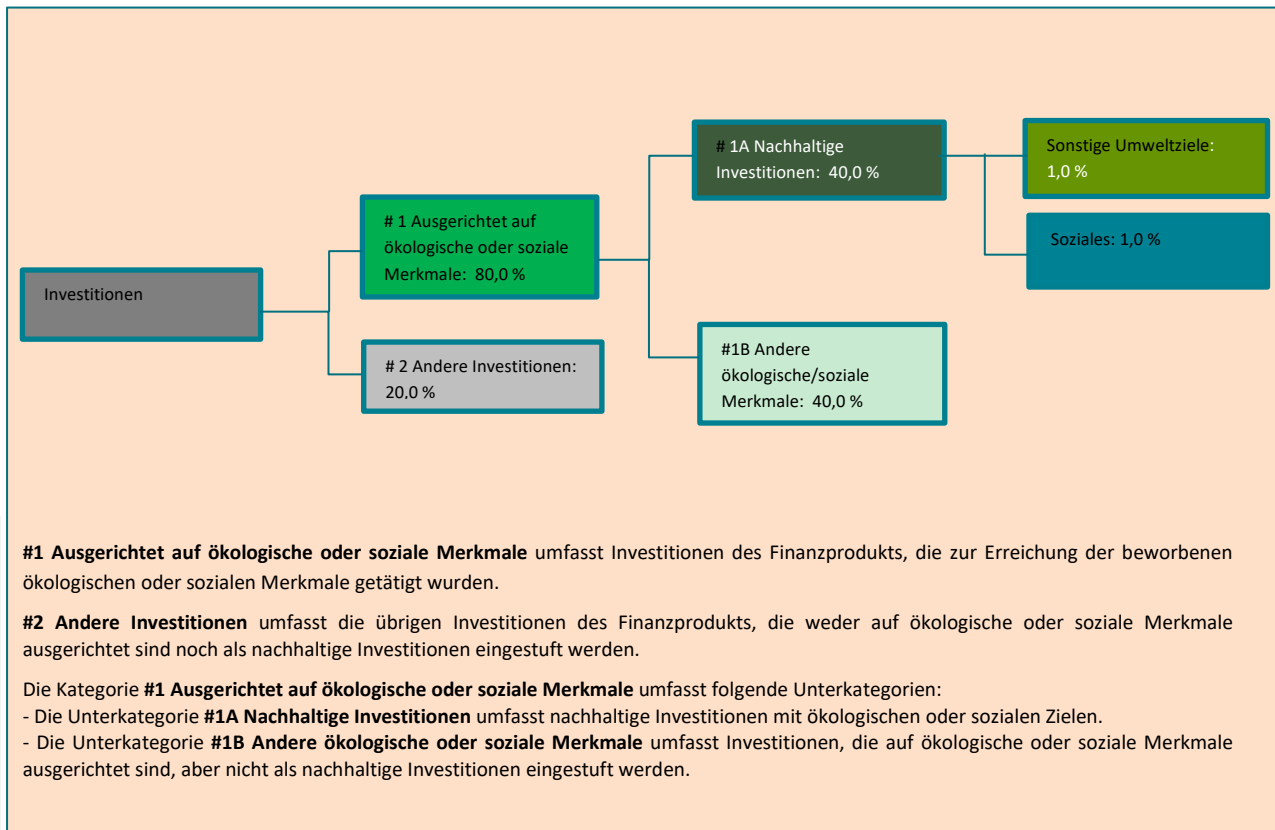 Investitionen
# 1 Ausgerichtet auf
ökologische oder soziale
Merkmale: 80,0 %
# 2 Andere Investitionen:
20,0 %
# 1A Nachhaltige
Investitionen: 40,0 %
#1B Andere
ökologische/soziale
Merkmale: 40,0 %
Sonstige Umweltziele:
1,0 %
Soziales: 1,0 %
#1 Ausgerichtet auf ökologische oder soziale Merkmale umfasst Investitionen des Finanzprodukts, die zur Erreichung der beworbenen
ökologischen oder sozialen Merkmale getätigt wurden.
#2 Andere Investitionen umfasst die übrigen Investitionen des Finanzprodukts, die weder auf ökologische oder soziale Merkmale
ausgerichtet sind noch als nachhaltige Investitionen eingestuft werden.
Die Kategorie #1 Ausgerichtet auf ökologische oder soziale Merkmale umfasst folgende Unterkategorien:
- Die Unterkategorie #1A Nachhaltige Investitionen umfasst nachhaltige Investitionen mit ökologischen oder sozialen Zielen.
- Die Unterkategorie #1B Andere ökologische oder soziale Merkmale umfasst Investitionen, die auf ökologische oder soziale Merkmale
ausgerichtet sind, aber nicht als nachhaltige Investitionen eingestuft werden.